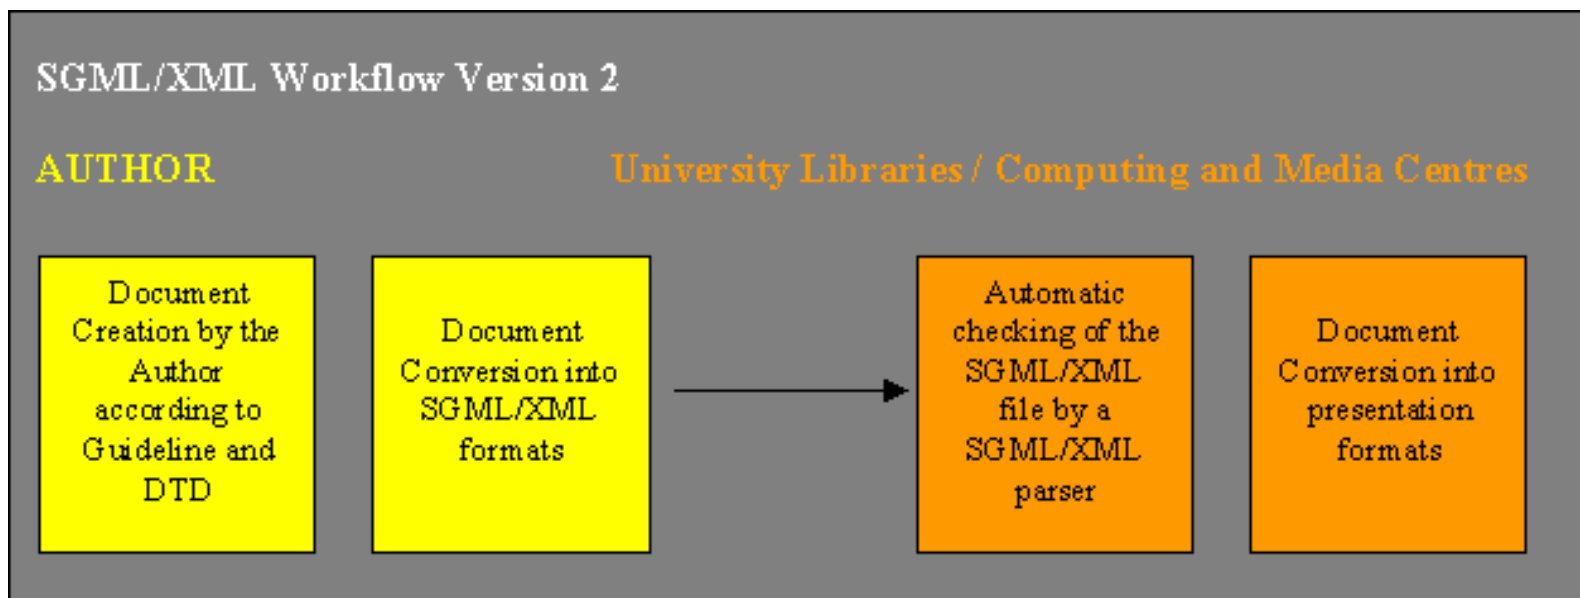 SGML/XML Workflow Version 2
AUTHOR
University Libraries / Computing and Media Centres
Document
Creation by the
Author
according to
Guideline and
DTD
Document
Conversion into
SGML/XML
formats
Automatic
checking of the
SGML/XML
file by a
SGML/XML
parser
Document
Conversion into
presentation
formats